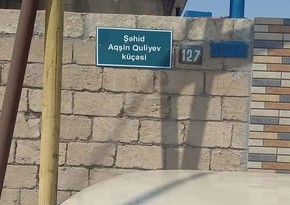 Şəhid
Aqşin Quliyev
küçəsi
127